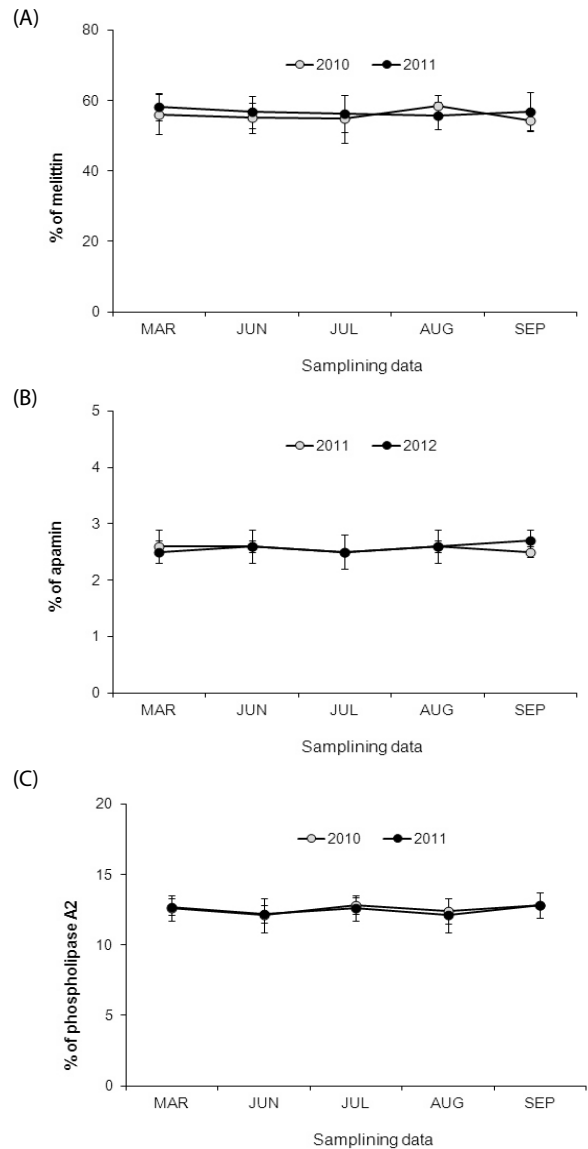 (A)
80
2010 2011
60
40
20
0
% of melittin
MAR JUN JUL AUG SEP
Samplining data
(B)
5
2011 2012
4
3
2
1
0
% of apamin
MAR JUN JUL AUG SEP
Samplining data
(C)
20
2010 2011
15
10
5
0
% of phospholipase A2
MAR JUN JUL AUG SEP
Samplining data